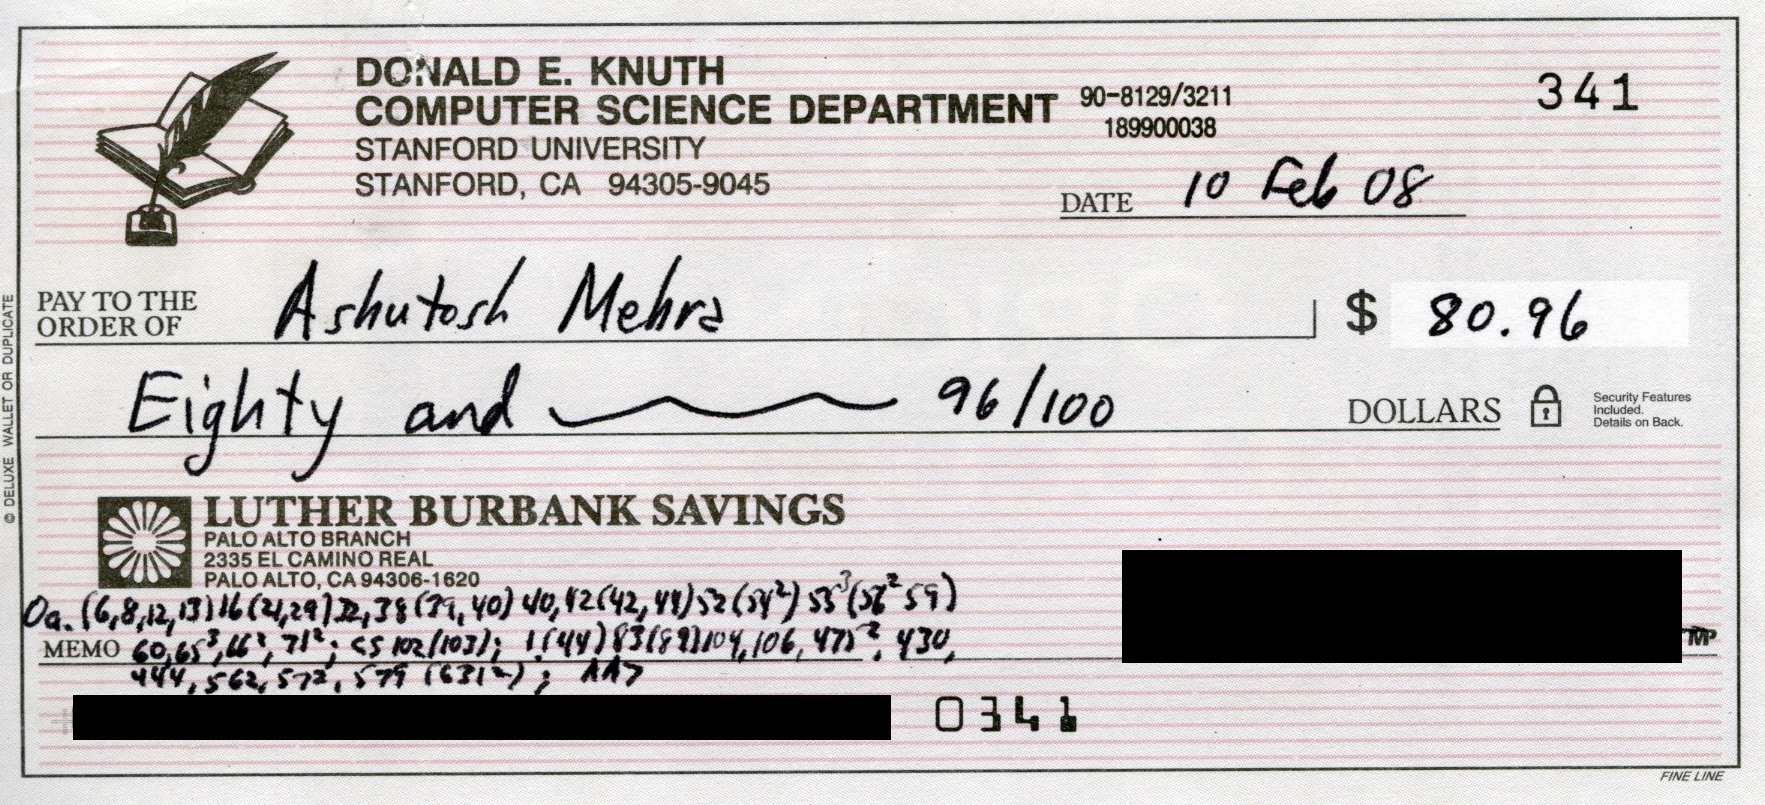 DONALD E. KNUTH
COMPUTER SCIENCE DEPARTMENT
STANFORD UNIVERSITY
STANFORD, CA 94305-9045
90-8129/3211
189900038
341
DATE 10 Feb 08
PAY TO THE
ORDER OF Ashutosh Mehra $ 80.96
Eighty and 96/100 DOLLARS
Security Features
Included.
Details on Back.
© DELUXE WALLET OR DUPLICATE
LUTHER BURBANK SAVINGS
PALO ALTO BRANCH
2335 EL CAMINO REAL
PALO ALTO, CA 94306-1620
0a. (6,8,12,13)16(21,29)32,38(39,40)40,42(42,44)52(54²)55³(56² 59)
MEMO 60,65³,66²,71²; <5 102(103); 1.(44)83(89)104,106, 430,
444, 562, 572, 579 (631²);
MP
0341
FINE LINE